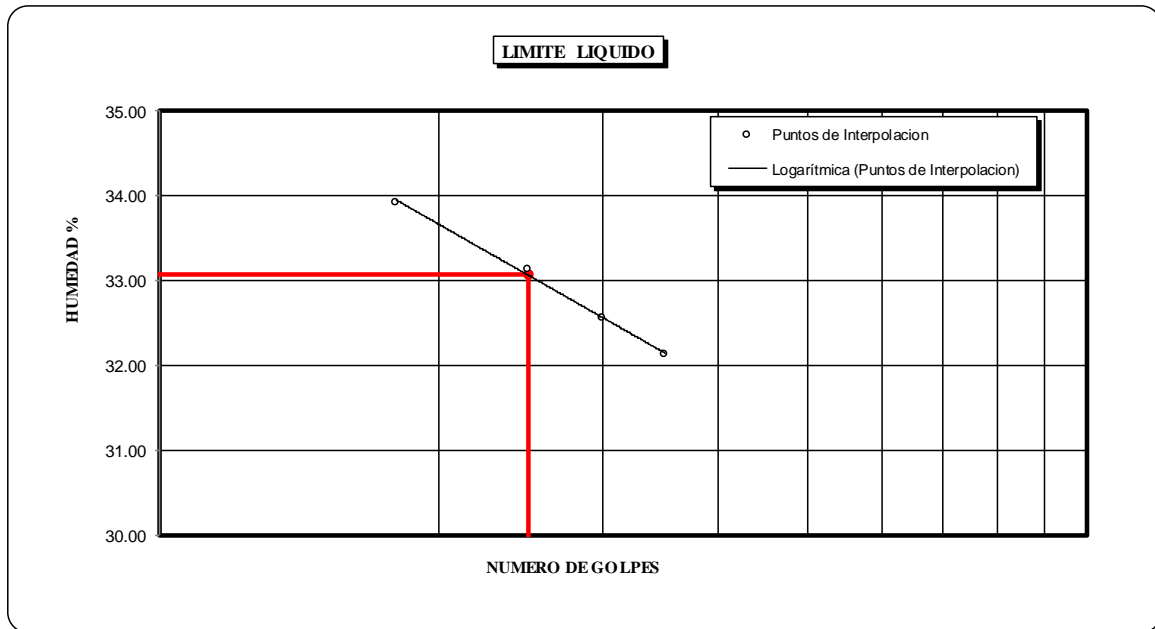 LIMITE LIQUIDO
35.00
34.00
33.00
32.00
31.00
30.00
HUMEDAD %
Puntos de Interpolacion
Logarítmica (Puntos de Interpolacion)
NUMERO DE GOLPES